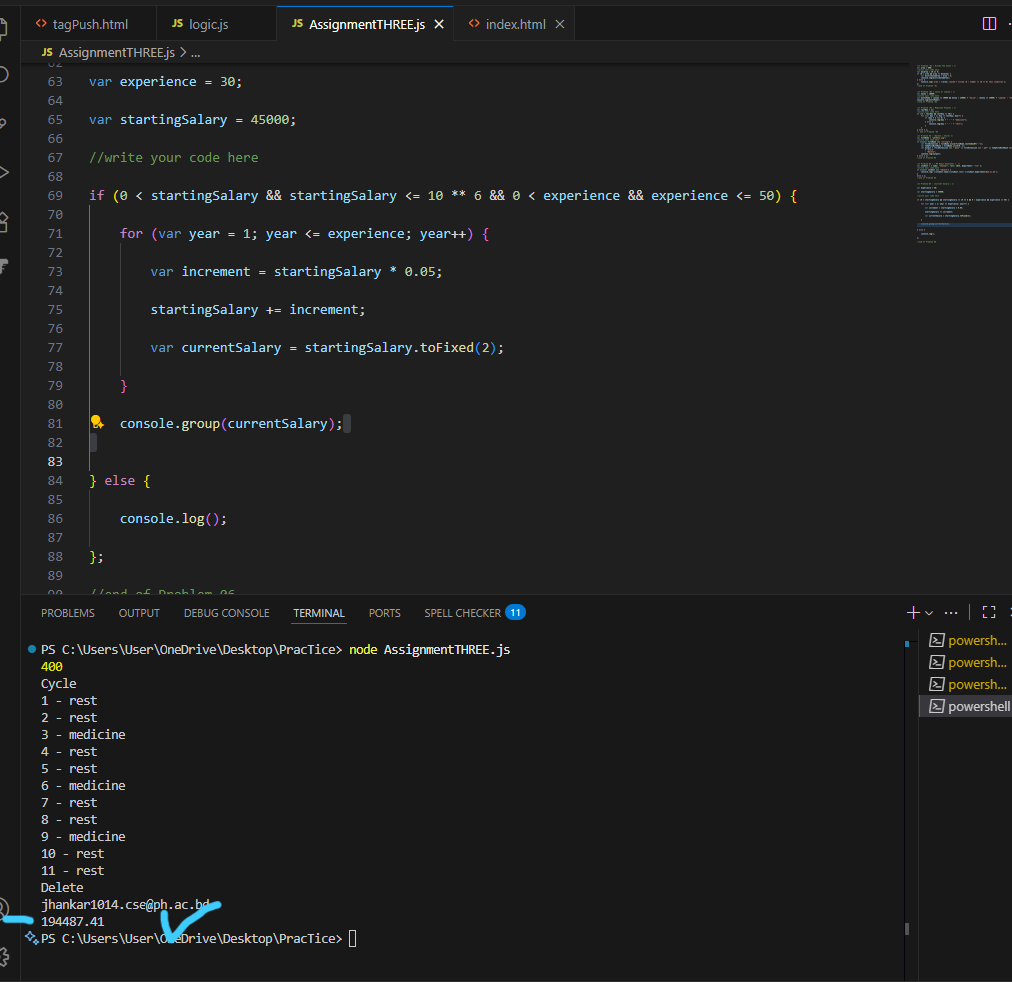 <> tagPush.html JS logic.js JS AssignmentTHREE.js × <> index.html ×
JS AssignmentTHREE.js > ...
62
63 var experience = 30;
64
65 var startingSalary = 45000;
66
67 //write your code here
68
69 if (0 < startingSalary && startingSalary <= 10 ** 6 && 0 < experience && experience <= 50) {
70
71 for (var year = 1; year <= experience; year++) {
72
73 var increment = startingSalary * 0.05;
74
75 startingSalary += increment;
76
77 var currentSalary = startingSalary.toFixed(2);
78
79 }
80
81 console.group(currentSalary);
82
83
84 } else {
85
86 console.log();
87
88 };
89
90 //end of Problem 06
PROBLEMS OUTPUT DEBUG CONSOLE TERMINAL PORTS SPELL CHECKER 11
PS C:\Users\User\OneDrive\Desktop\PracTice> node AssignmentTHREE.js
400
Cycle
1 - rest
2 - rest
3 - medicine
4 - rest
5 - rest
6 - medicine
7 - rest
8 - rest
9 - medicine
10 - rest
11 - rest
Delete
jhankar1014.cse@ph.ac.bd
194487.41
PS C:\Users\User\OneDrive\Desktop\PracTice>
powersh...
powersh...
powersh...
powershell